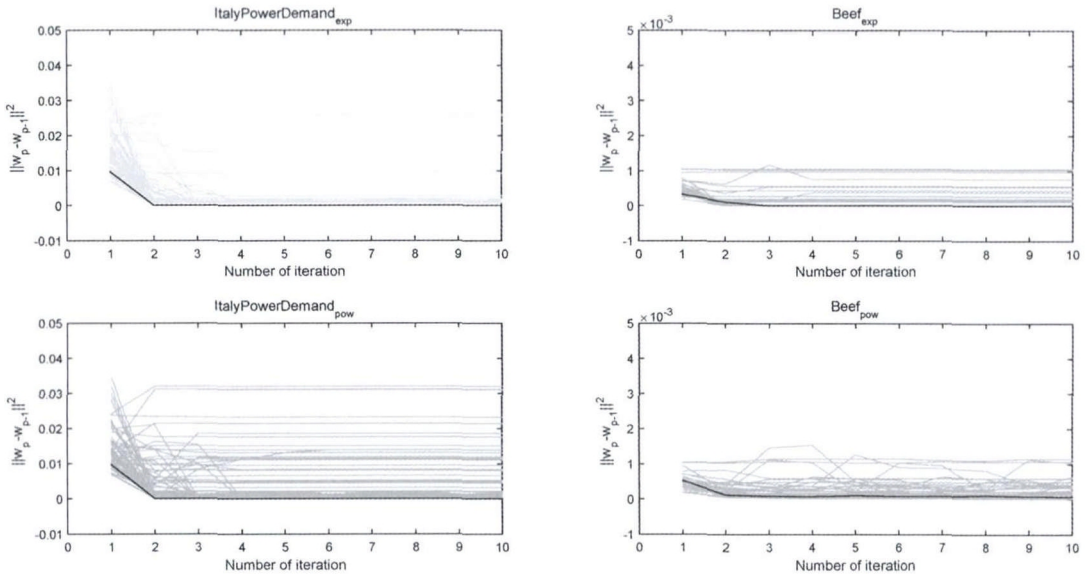 ItalyPowerDemand_exp
0.05
0.04
0.03
0.02
0.01
0
-0.01
||w_p-w_p-1||^2
0 1 2 3 4 5 6 7 8 9 10
Number of iteration
Beef_exp
×10^-3
5
4
3
2
1
0
-1
||w_p-w_p-1||^2
0 1 2 3 4 5 6 7 8 9 10
Number of iteration
ItalyPowerDemand_pow
0.05
0.04
0.03
0.02
0.01
0
-0.01
||w_p-w_p-1||^2
0 1 2 3 4 5 6 7 8 9 10
Number of iteration
Beef_pow
×10^-3
5
4
3
2
1
0
-1
||w_p-w_p-1||^2
0 1 2 3 4 5 6 7 8 9 10
Number of iteration